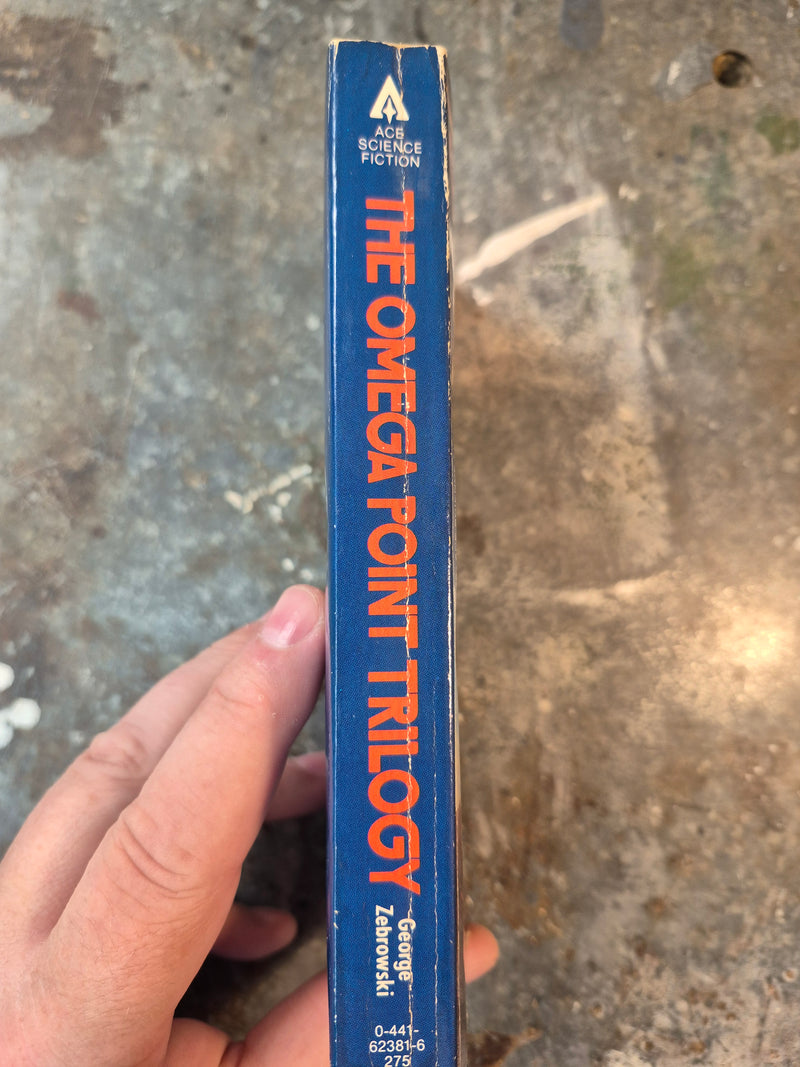 ACE
SCIENCE
FICTION
THE OMEGA POINT TRILOGY
George
Zebrowski
0-441-
62381-6
275